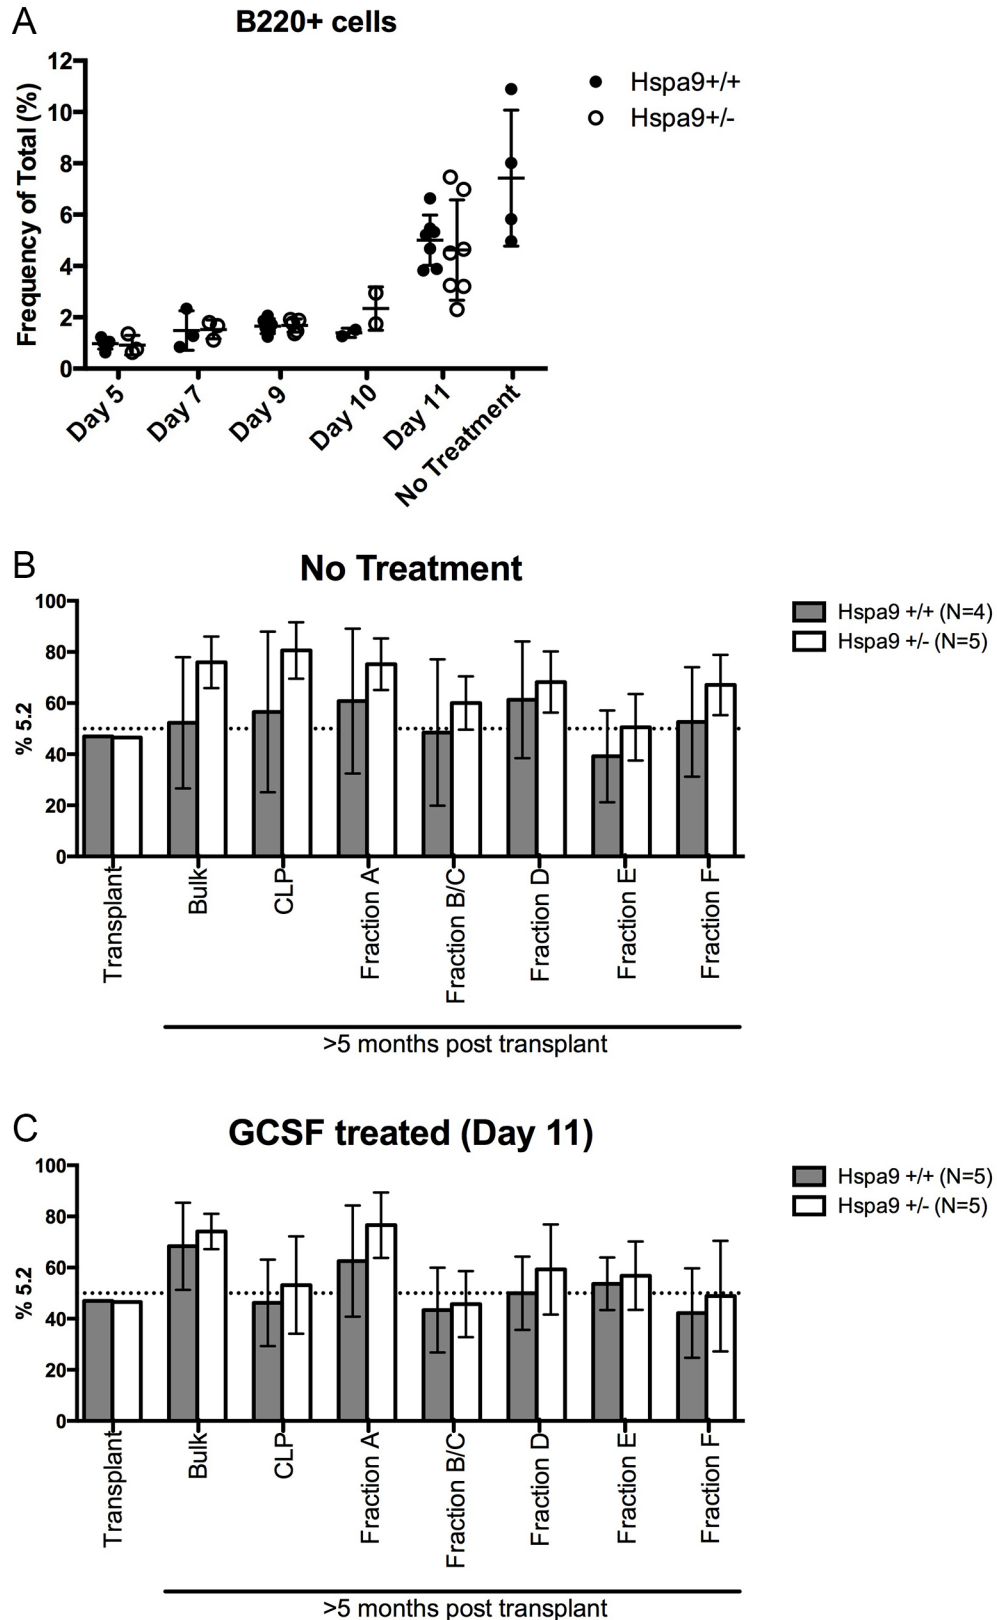 A
B220+ cells
Frequency of Total (%)
12
10
8
6
4
2
0
Day 5
Day 7
Day 9
Day 10
Day 11
No Treatment
Hspa9+/+
Hspa9+/-
B
No Treatment
% 5.2
100
80
60
40
20
0
Transplant
Bulk
CLP
Fraction A
Fraction B/C
Fraction D
Fraction E
Fraction F
>5 months post transplant
Hspa9 +/+ (N=4)
Hspa9 +/- (N=5)
C
GCSF treated (Day 11)
% 5.2
100
80
60
40
20
0
Transplant
Bulk
CLP
Fraction A
Fraction B/C
Fraction D
Fraction E
Fraction F
>5 months post transplant
Hspa9 +/+ (N=5)
Hspa9 +/- (N=5)